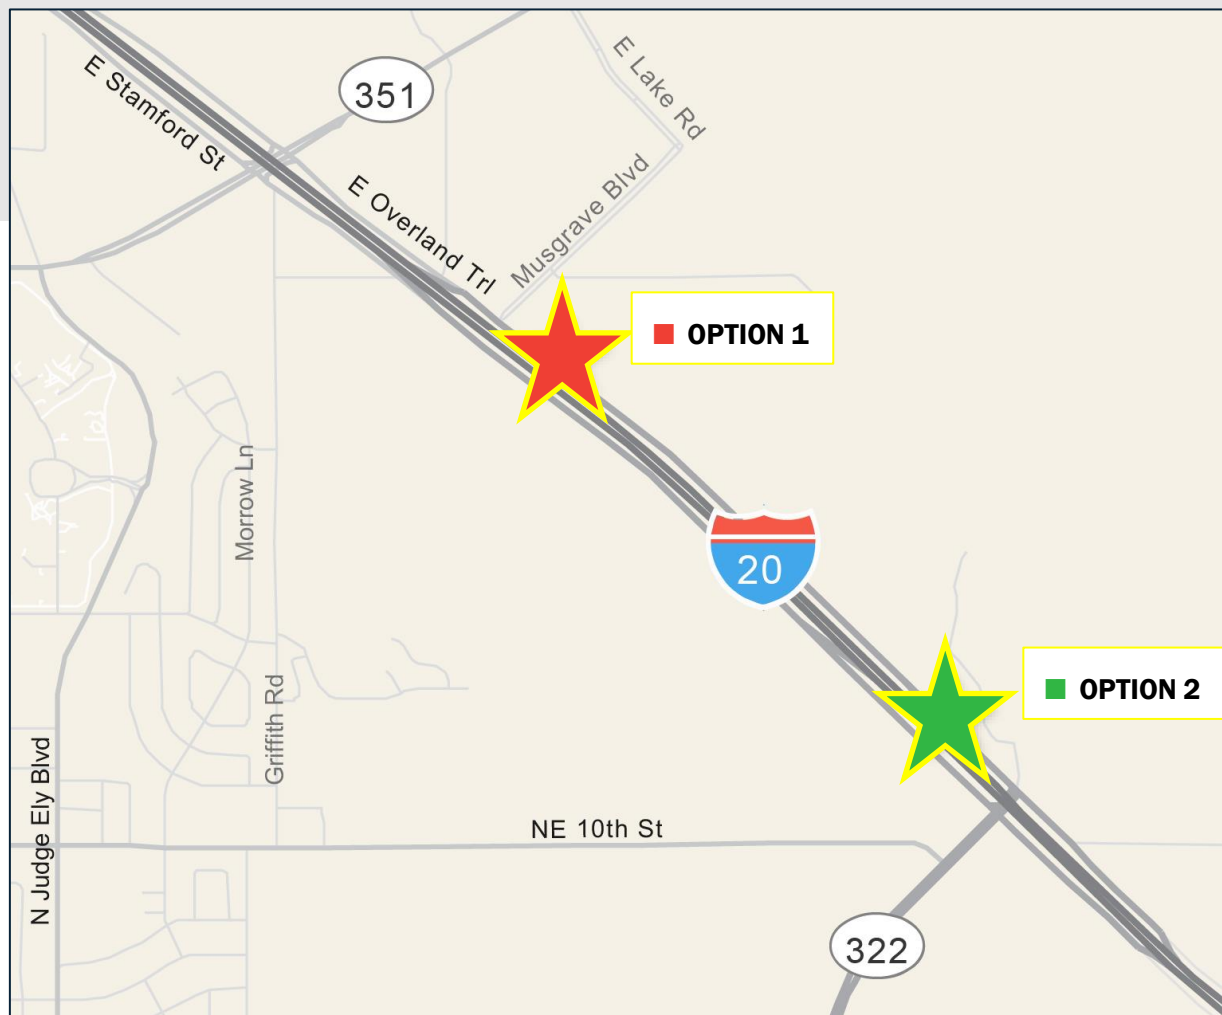 351
E Lake Rd
E Stamford St
Musgrave Blvd
E Overland Trl
OPTION 1
Morrow Ln
20
Griffith Rd
OPTION 2
N Judge Ely Blvd
NE 10th St
322